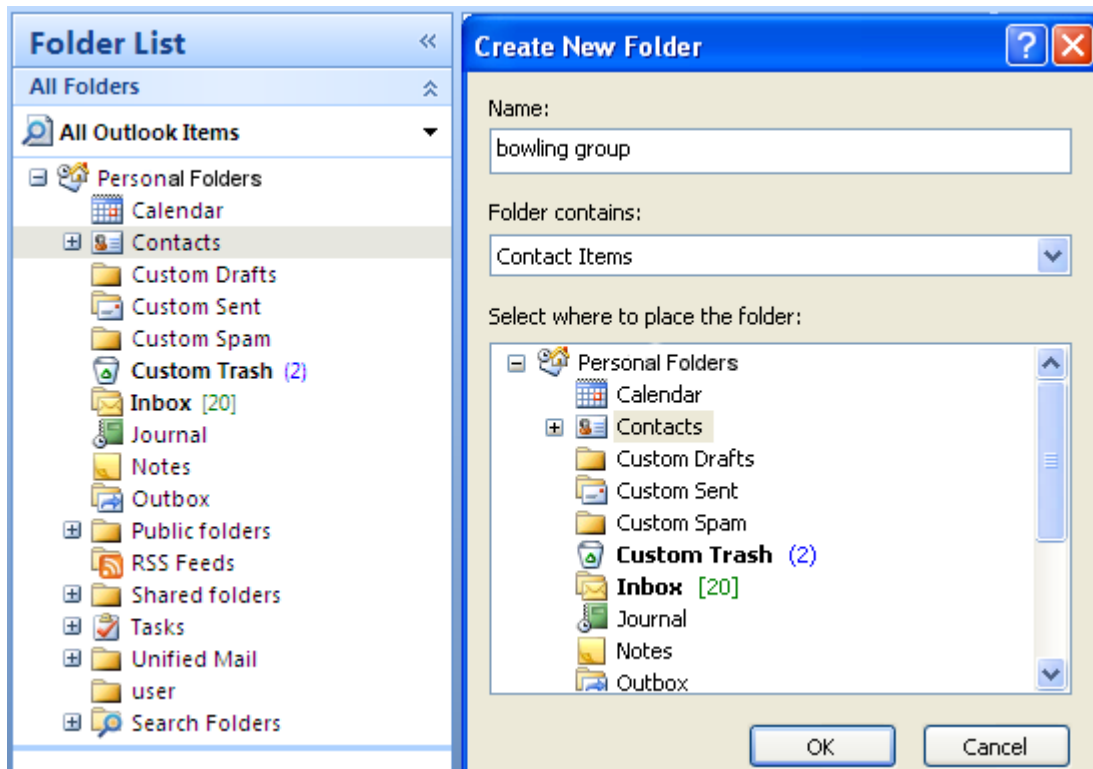 Folder List
All Folders
All Outlook Items
Personal Folders
Calendar
Contacts
Custom Drafts
Custom Sent
Custom Spam
Custom Trash (2)
Inbox [20]
Journal
Notes
Outbox
Public folders
RSS Feeds
Shared folders
Tasks
Unified Mail
user
Search Folders
Create New Folder
Name:
bowling group
Folder contains:
Contact Items
Select where to place the folder:
Personal Folders
Calendar
Contacts
Custom Drafts
Custom Sent
Custom Spam
Custom Trash (2)
Inbox [20]
Journal
Notes
Outbox
OK
Cancel